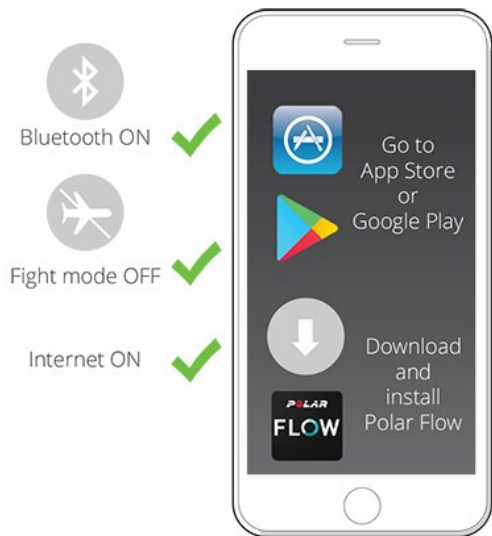 Bluetooth ON
Fight mode OFF
Internet ON
Go to
App Store
or
Google Play
Download
and
install
Polar Flow
POLAR
FLOW